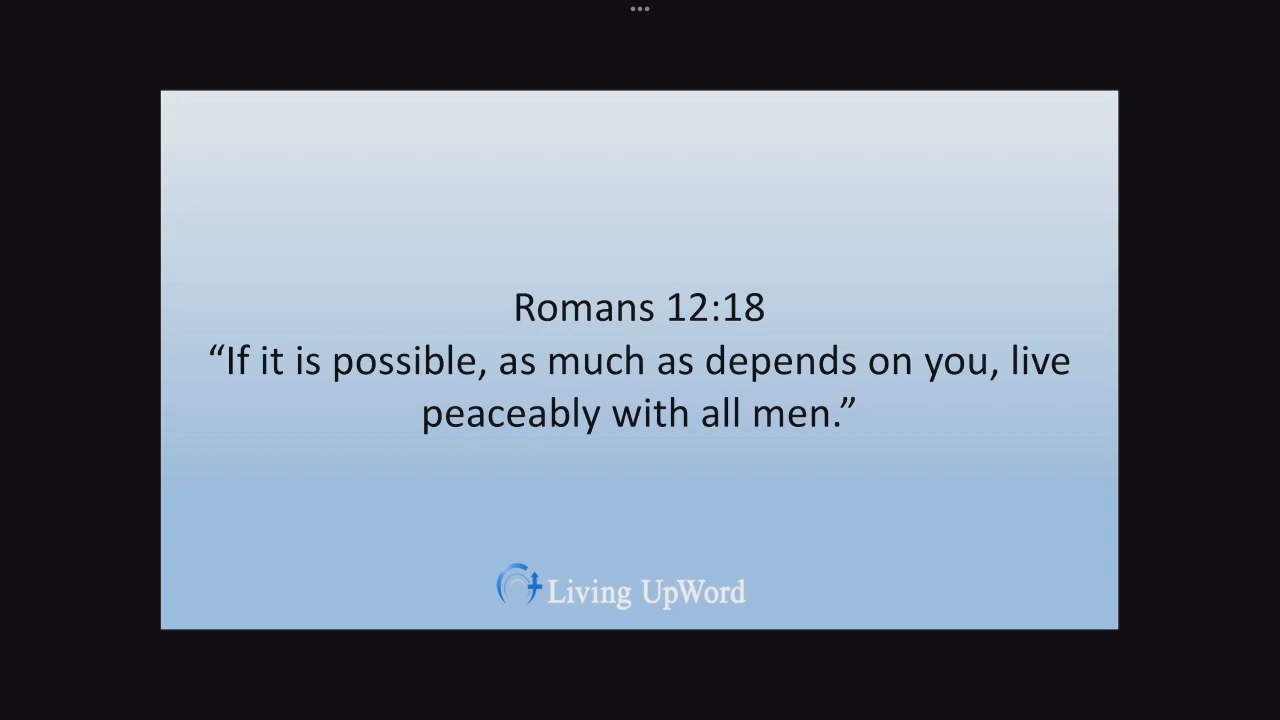 Romans 12:18
“If it is possible, as much as depends on you, live
peaceably with all men.”
Living UpWord